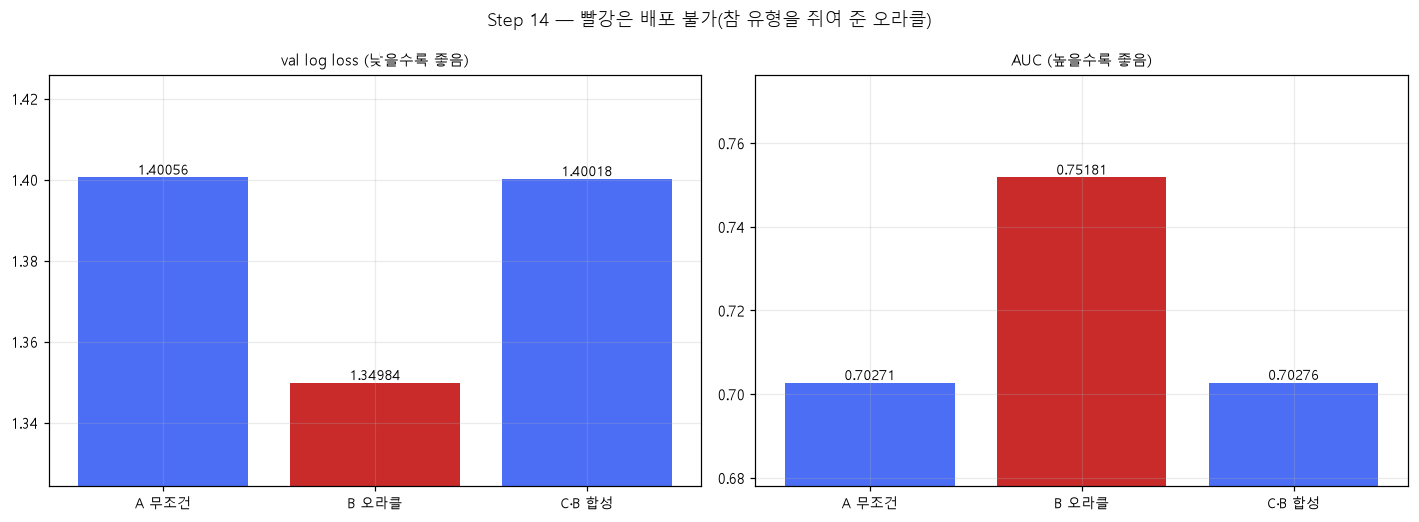 Step 14 — 빨강은 배포 불가(참 유형을 쥐여 준 오라클)
val log loss (낮을수록 좋음)
1.42
1.40
1.38
1.36
1.34
1.40056
1.34984
1.40018
A 무조건
B 오라클
C·B 합성
AUC (높을수록 좋음)
0.76
0.74
0.72
0.70
0.68
0.70271
0.75181
0.70276
A 무조건
B 오라클
C·B 합성